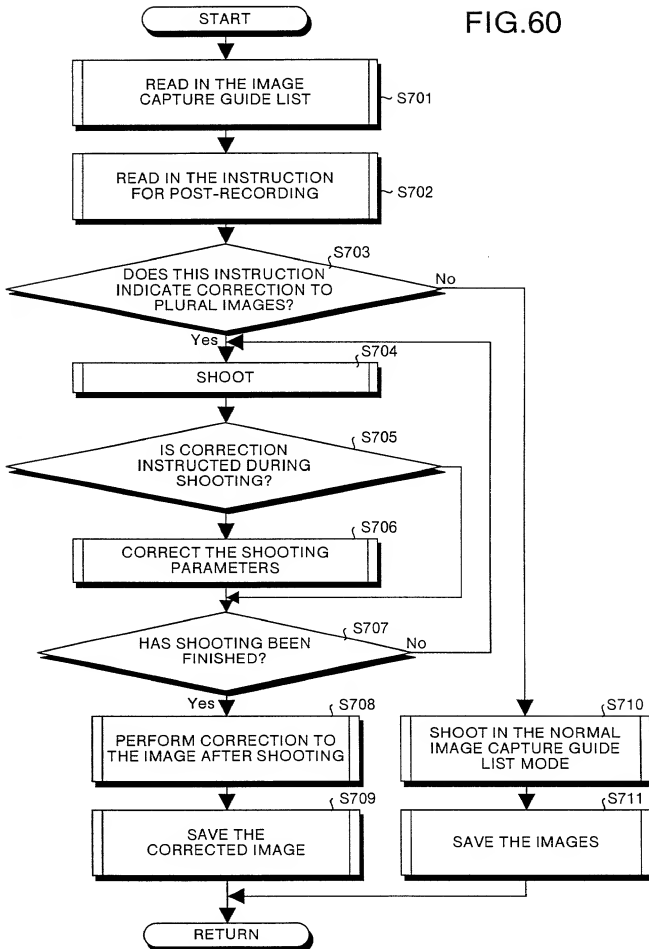 START
FIG.60
READ IN THE IMAGE
CAPTURE GUIDE LIST
S701
READ IN THE INSTRUCTION
FOR POST-RECORDING
S702
S703
DOES THIS INSTRUCTION
INDICATE CORRECTION TO
PLURAL IMAGES?
No
Yes
S704
SHOOT
S705
IS CORRECTION
INSTRUCTED DURING
SHOOTING?
S706
CORRECT THE SHOOTING
PARAMETERS
S707
HAS SHOOTING BEEN
FINISHED?
No
Yes
S708
PERFORM CORRECTION TO
THE IMAGE AFTER SHOOTING
S710
SHOOT IN THE NORMAL
IMAGE CAPTURE GUIDE
LIST MODE
S709
SAVE THE
CORRECTED IMAGE
S711
SAVE THE IMAGES
RETURN